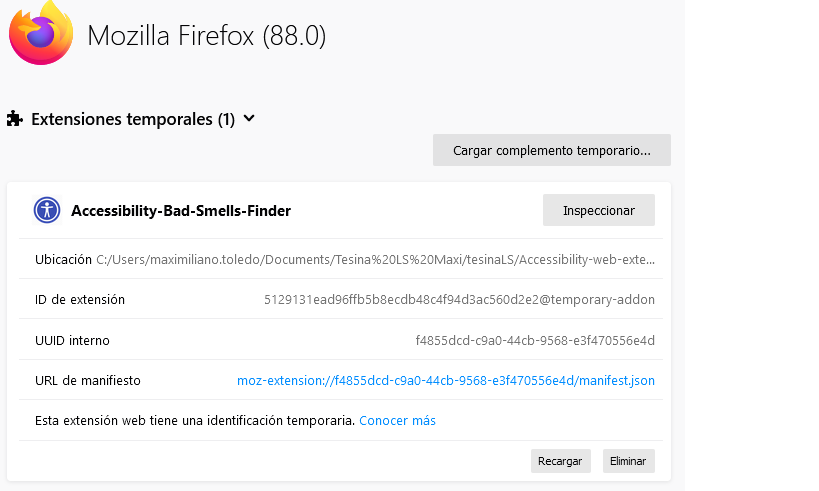 Mozilla Firefox (88.0)
Extensiones temporales (1)
Cargar complemento temporario...
Accessibility-Bad-Smells-Finder
Inspeccionar
Ubicación C:/Users/maximiliano.toledo/Documents/Tesina%20LS%20Maxi/tesinaLS/Accessibility-web-exte...
ID de extensión 5129131ead96ffb5b8ecdb48c4f94d3ac560d2e2@temporary-addon
UUID interno f4855dcd-c9a0-44cb-9568-e3f470556e4d
URL de manifiesto moz-extension://f4855dcd-c9a0-44cb-9568-e3f470556e4d/manifest.json
Esta extensión web tiene una identificación temporaria. Conocer más
Recargar Eliminar